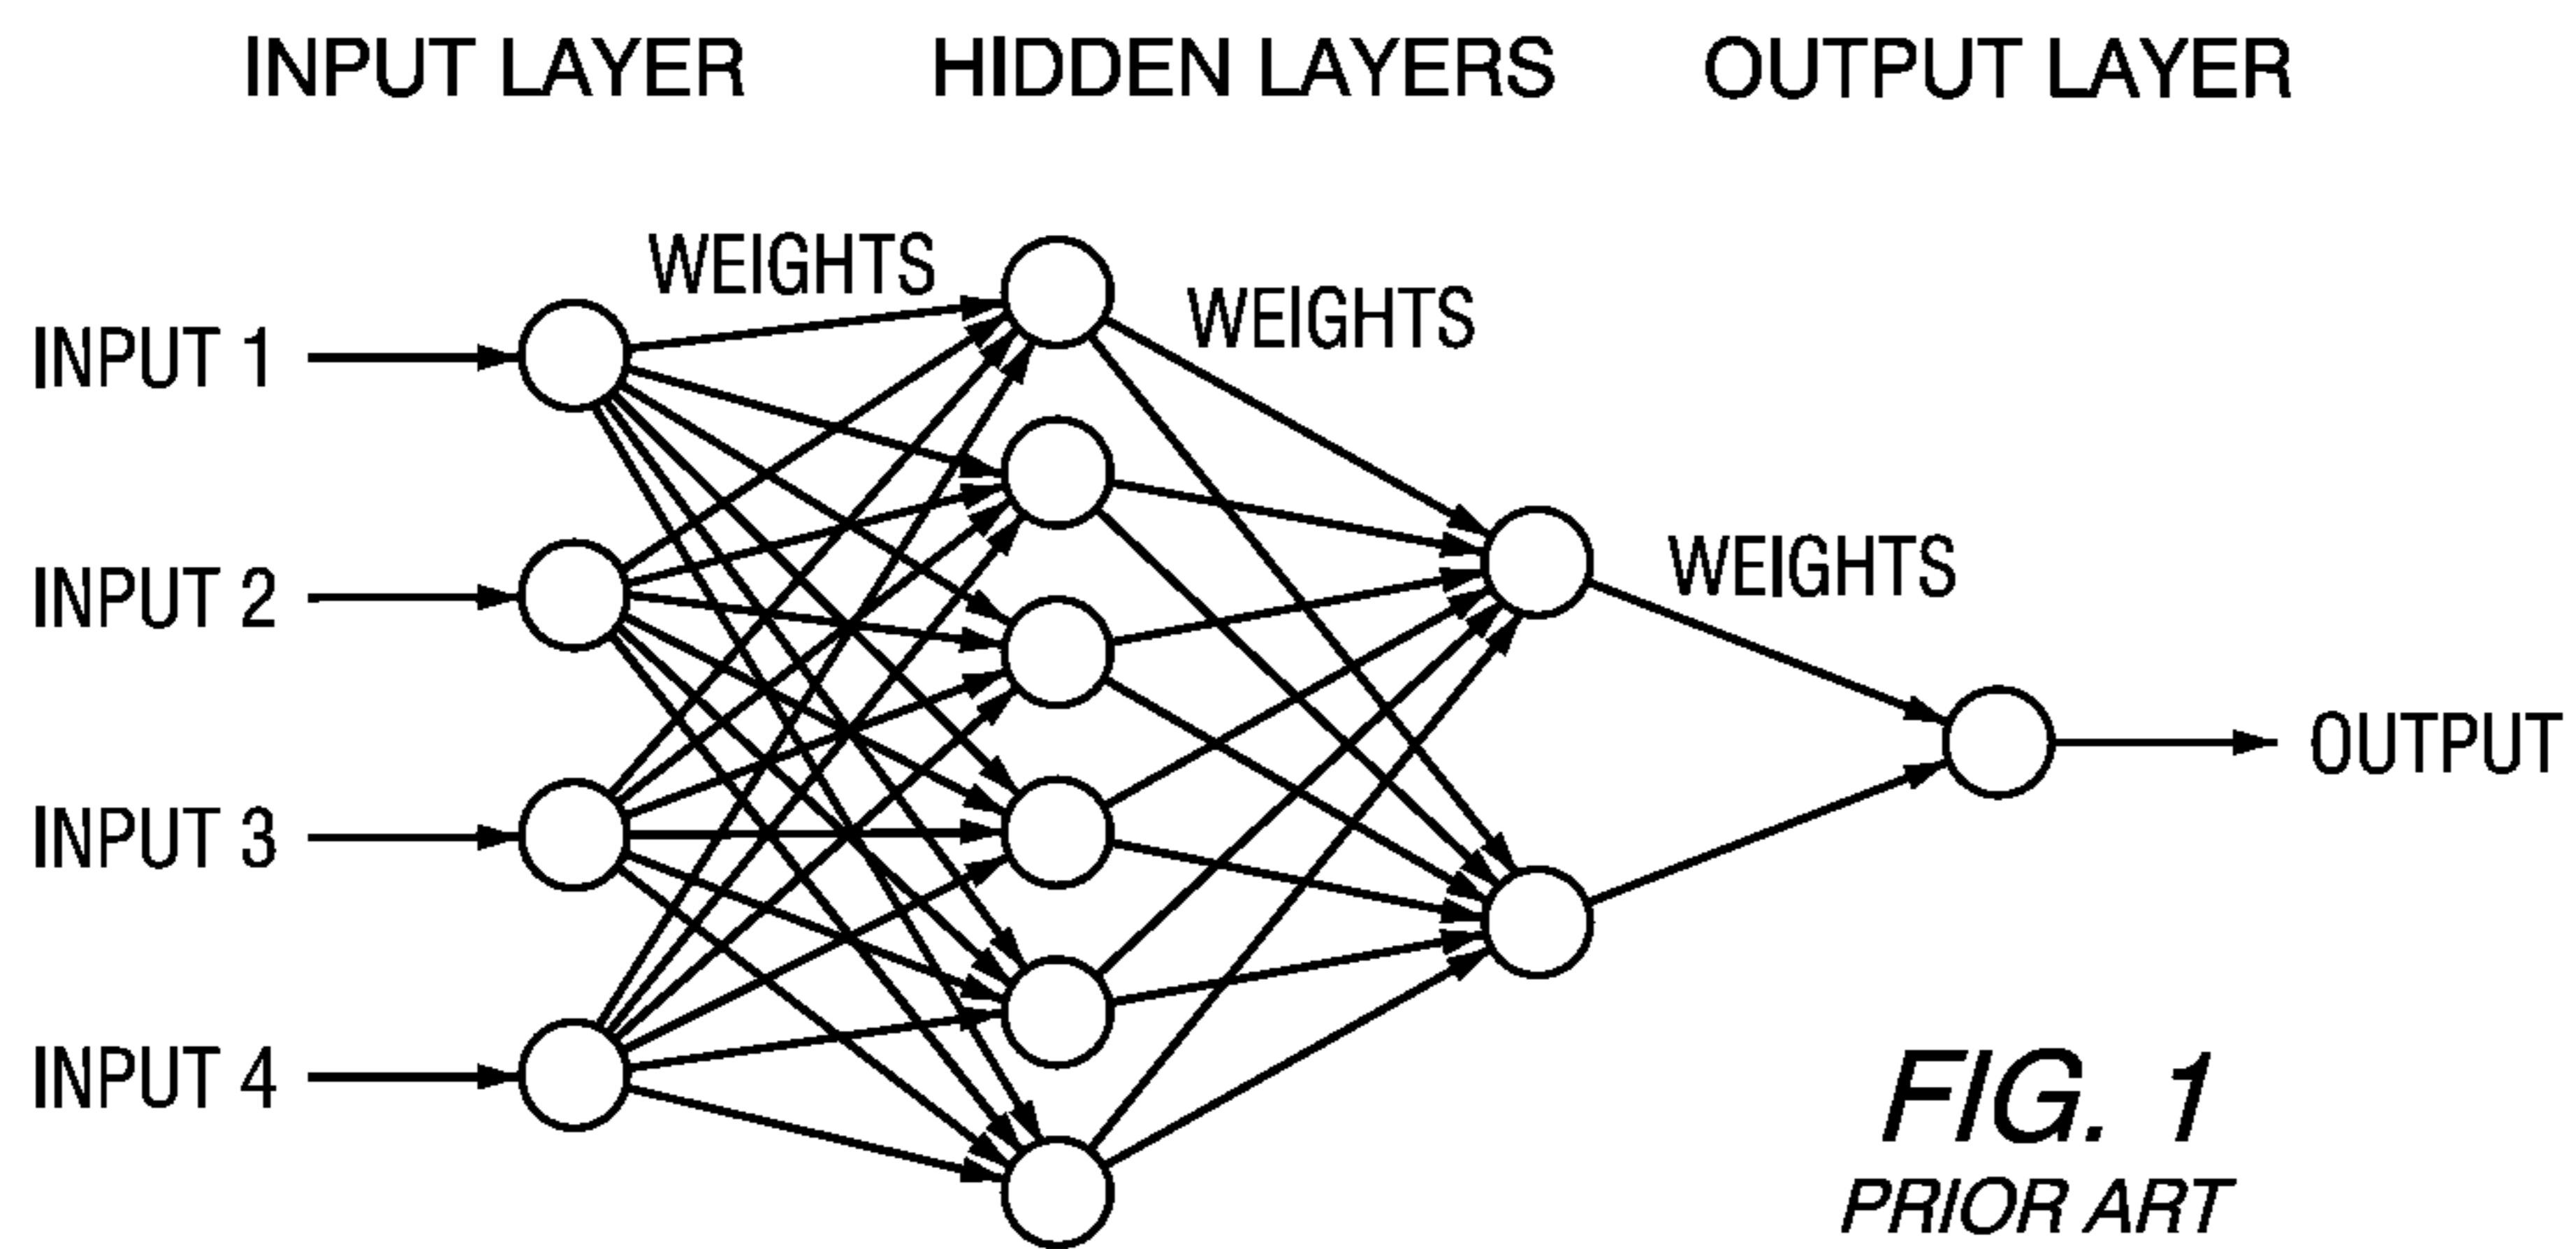 INPUT LAYER
HIDDEN LAYERS
OUTPUT LAYER
WEIGHTS
WEIGHTS
INPUT 1
INPUT 2
WEIGHTS
OUTPUT
INPUT 3
INPUT 4
FIG. 1
PRIOR ART